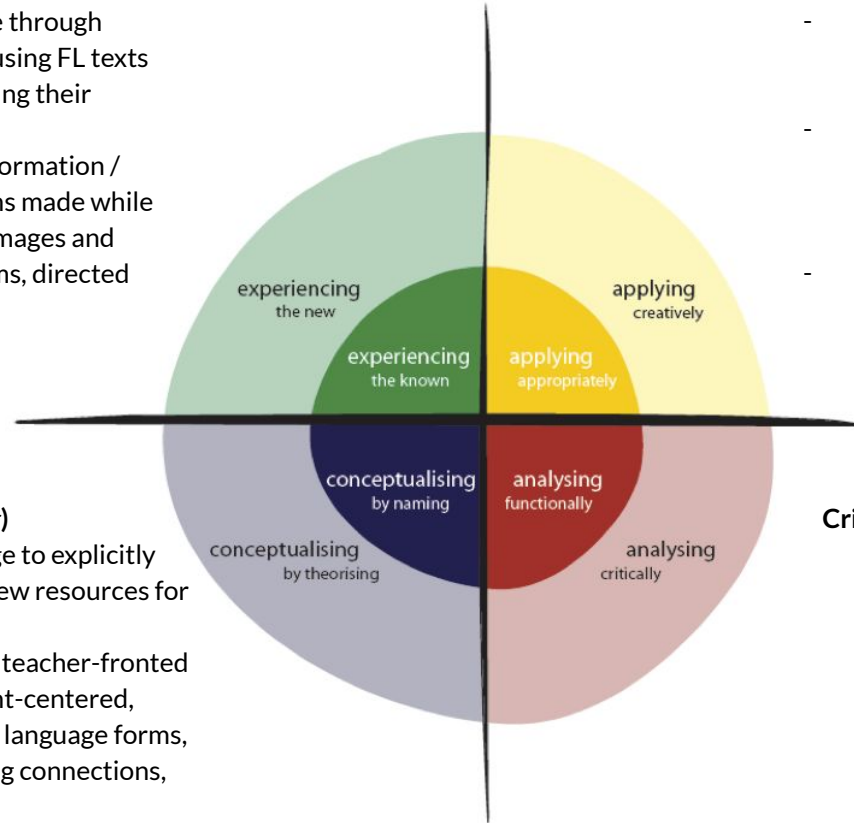 e through
using FL texts
ng their
ormation /
ns made while
mages and
ms, directed
-
-
-
experiencing
the new
experiencing
the known
applying
creatively
applying
appropriately
conceptualising
by naming
conceptualising
by theorising
analysing
functionally
analysing
critically
)
ge to explicitly
ew resources for
teacher-fronted
nt-centered,
language forms,
g connections,
Cri